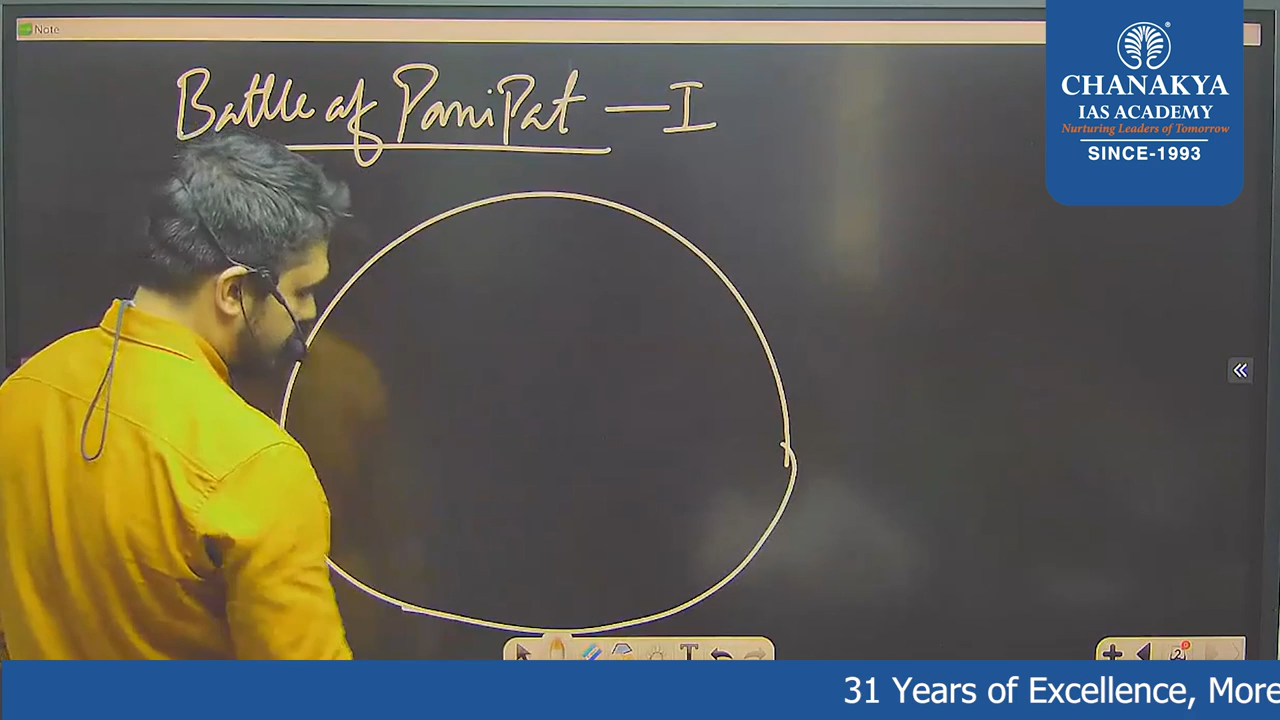 Note
Battle of PaniPat — I
CHANAKYA
IAS ACADEMY
Nurturing Leaders of Tomorrow
SINCE-1993
31 Years of Excellence, More